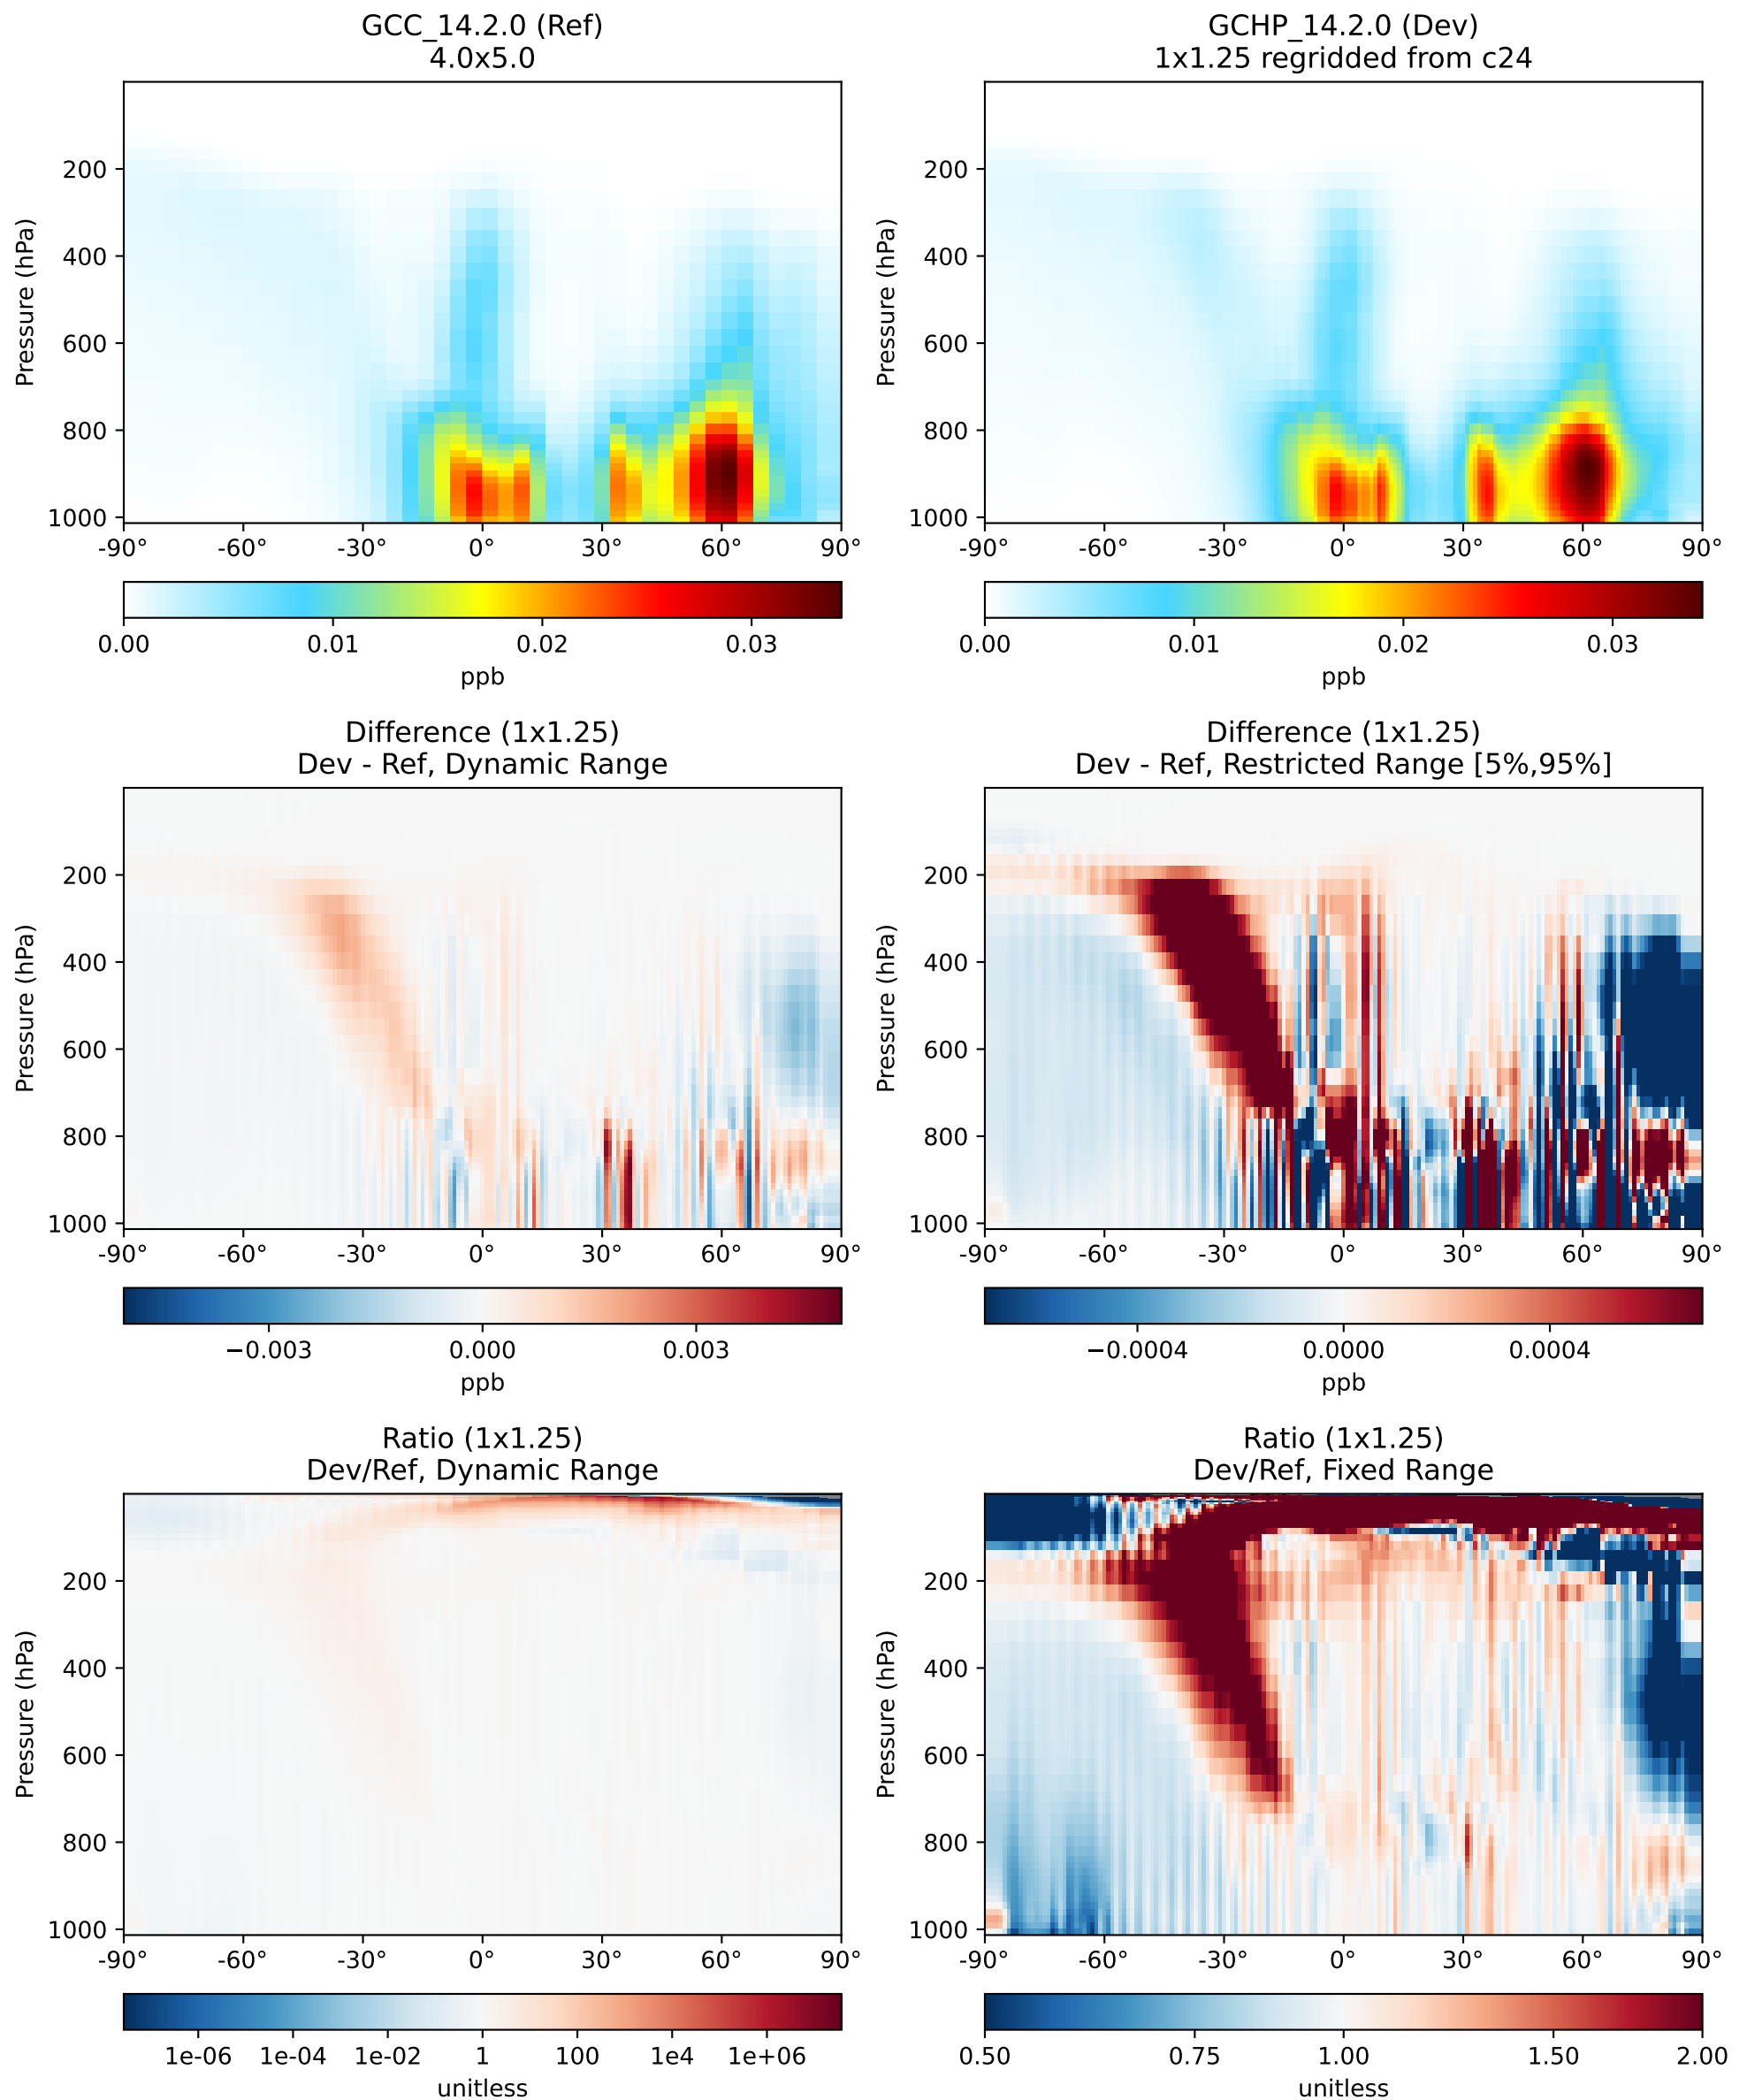 GCC_14.2.0 (Ref)
4.0x5.0
Pressure (hPa)
200
400
600
800
1000
-90° -60° -30° 0° 30° 60° 90°
0.00 0.01 0.02 0.03
ppb
GCHP_14.2.0 (Dev)
1x1.25 regridded from c24
Pressure (hPa)
200
400
600
800
1000
-90° -60° -30° 0° 30° 60° 90°
0.00 0.01 0.02 0.03
ppb
Difference (1x1.25)
Dev - Ref, Dynamic Range
Pressure (hPa)
200
400
600
800
1000
-90° -60° -30° 0° 30° 60° 90°
−0.003 0.000 0.003
ppb
Difference (1x1.25)
Dev - Ref, Restricted Range [5%,95%]
Pressure (hPa)
200
400
600
800
1000
-90° -60° -30° 0° 30° 60° 90°
−0.0004 0.0000 0.0004
ppb
Ratio (1x1.25)
Dev/Ref, Dynamic Range
Pressure (hPa)
200
400
600
800
1000
-90° -60° -30° 0° 30° 60° 90°
1e-06 1e-04 1e-02 1 100 1e+4 1e+06
unitless
Ratio (1x1.25)
Dev/Ref, Fixed Range
Pressure (hPa)
200
400
600
800
1000
-90° -60° -30° 0° 30° 60° 90°
0.50 0.75 1.00 1.50 2.00
unitless